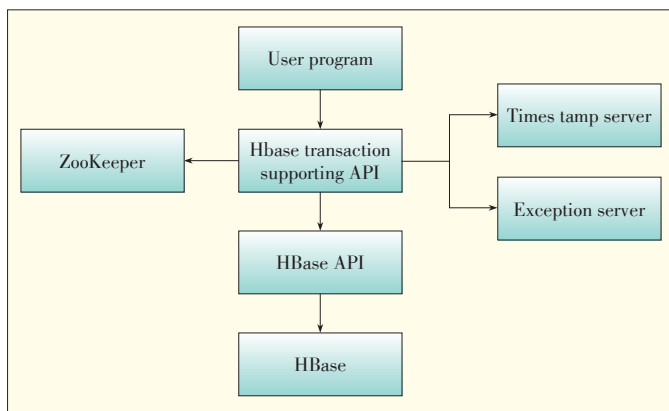 User program
Times tamp server
ZooKeeper
Hbase transaction
supporting API
Exception server
HBase API
HBase